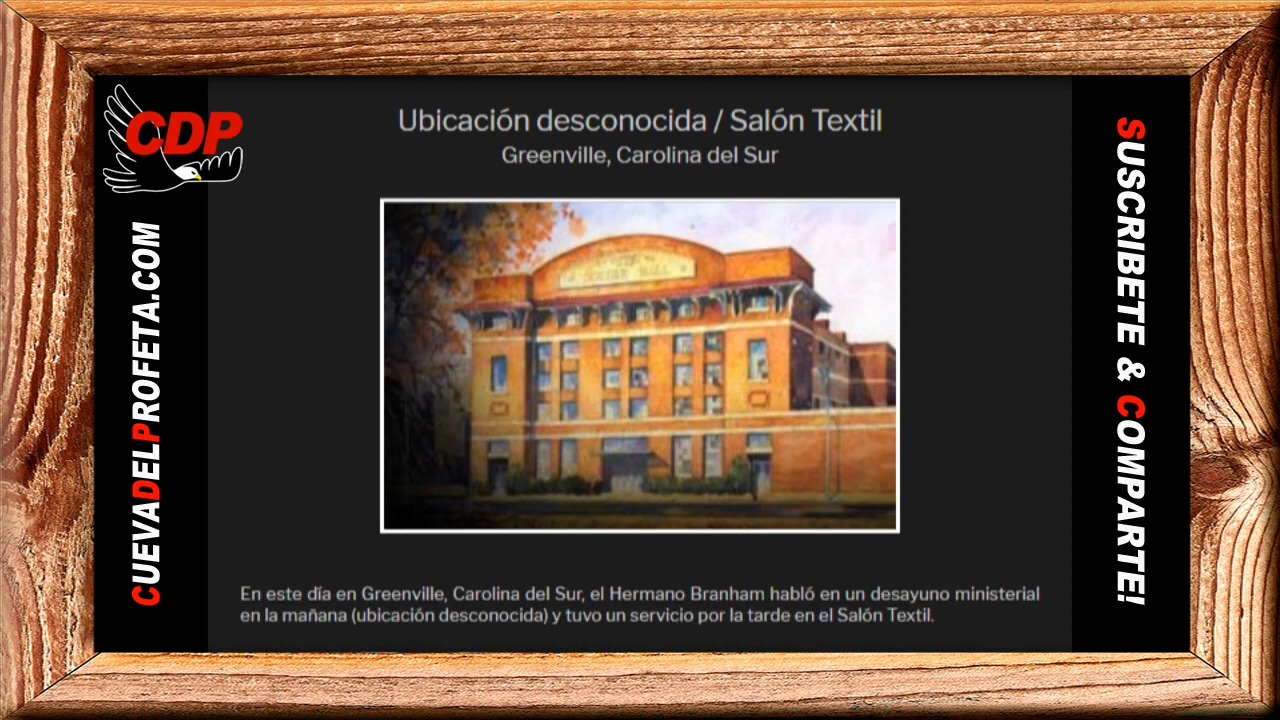 CDP
CUEVADELPROFETA.COM
Ubicación desconocida / Salón Textil
Greenville, Carolina del Sur
En este día en Greenville, Carolina del Sur, el Hermano Branham habló en un desayuno ministerial
en la mañana (ubicación desconocida) y tuvo un servicio por la tarde en el Salón Textil.
SUSCRIBETE & COMPARTE!